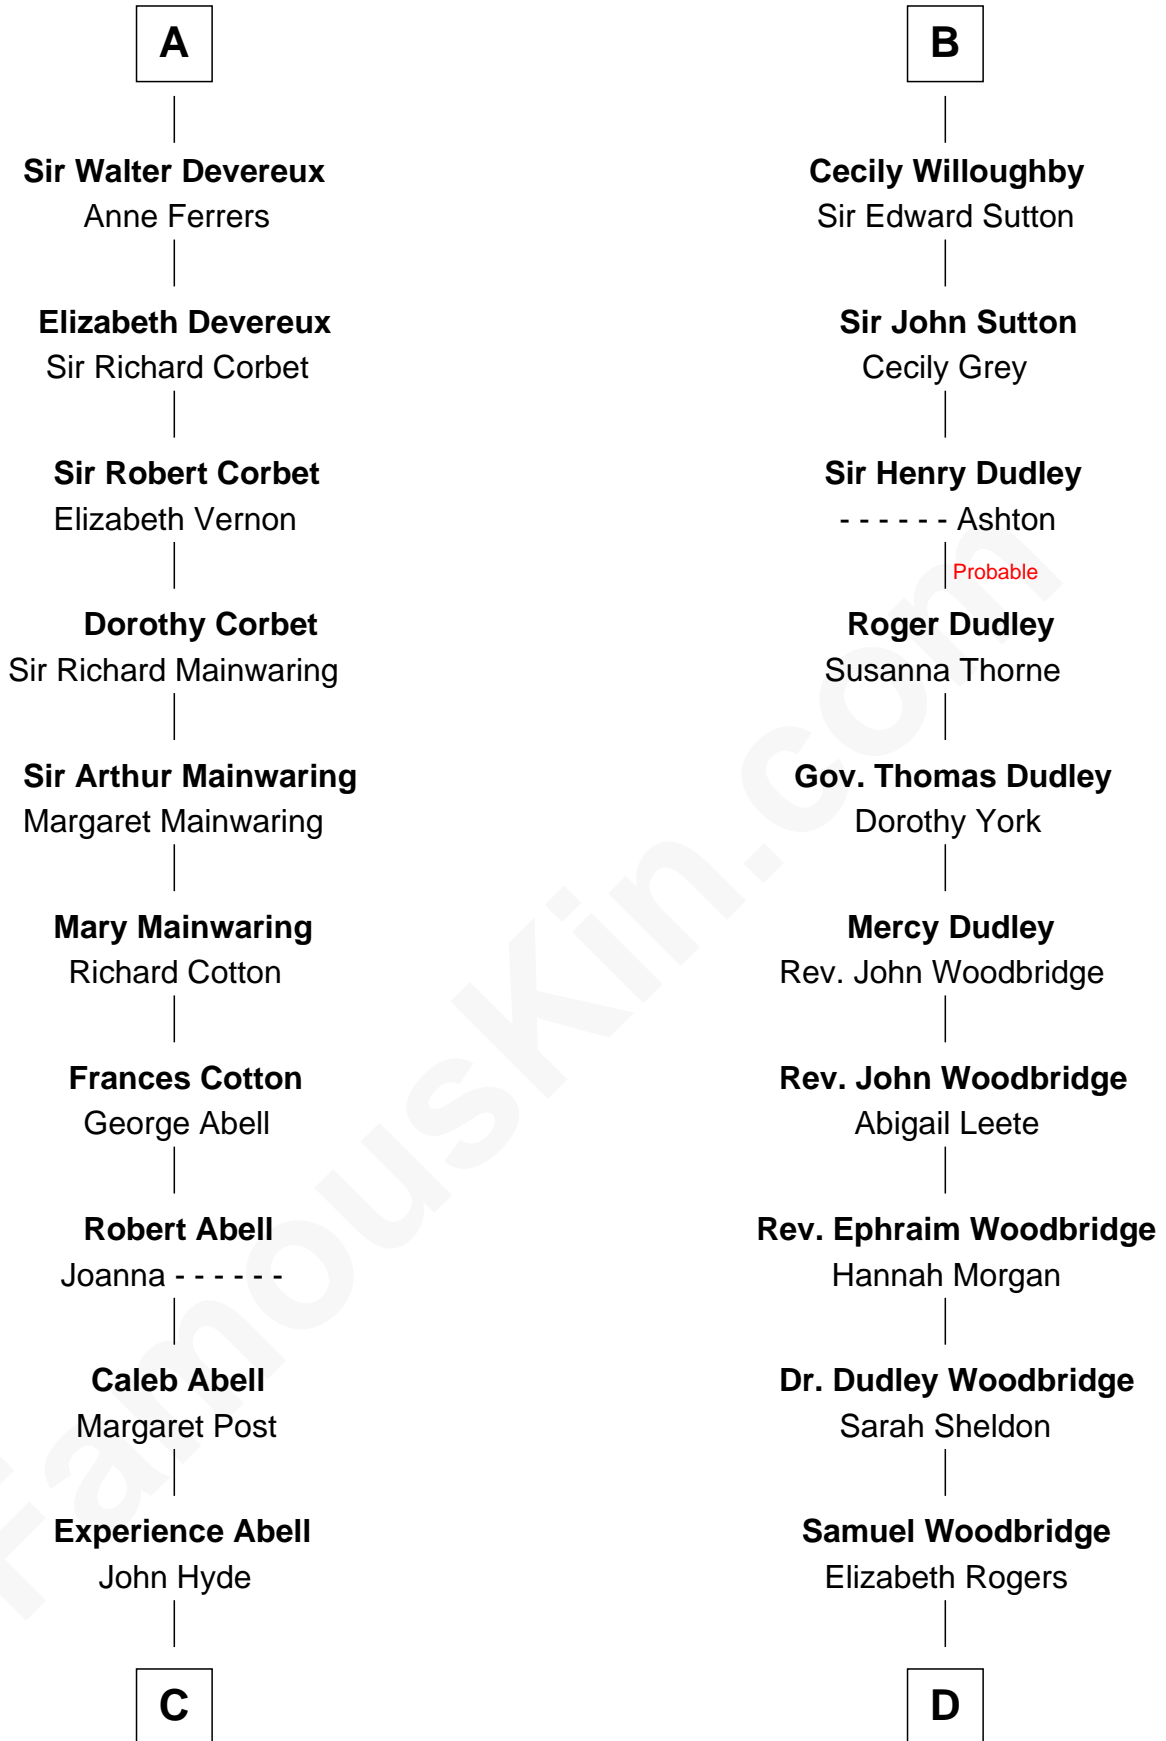 A
Sir Walter Devereux
Anne Ferrers
Elizabeth Devereux
Sir Richard Corbet
Sir Robert Corbet
Elizabeth Vernon
Dorothy Corbet
Sir Richard Mainwaring
Sir Arthur Mainwaring
Margaret Mainwaring
Mary Mainwaring
Richard Cotton
Frances Cotton
George Abell
Robert Abell
Joanna - - - - - -
Caleb Abell
Margaret Post
Experience Abell
John Hyde
C
B
Cecily Willoughby
Sir Edward Sutton
Sir John Sutton
Cecily Grey
Sir Henry Dudley
- - - - - - Ashton
Probable
Roger Dudley
Susanna Thorne
Gov. Thomas Dudley
Dorothy York
Mercy Dudley
Rev. John Woodbridge
Rev. John Woodbridge
Abigail Leete
Rev. Ephraim Woodbridge
Hannah Morgan
Dr. Dudley Woodbridge
Sarah Sheldon
Samuel Woodbridge
Elizabeth Rogers
D
FamousKin.com